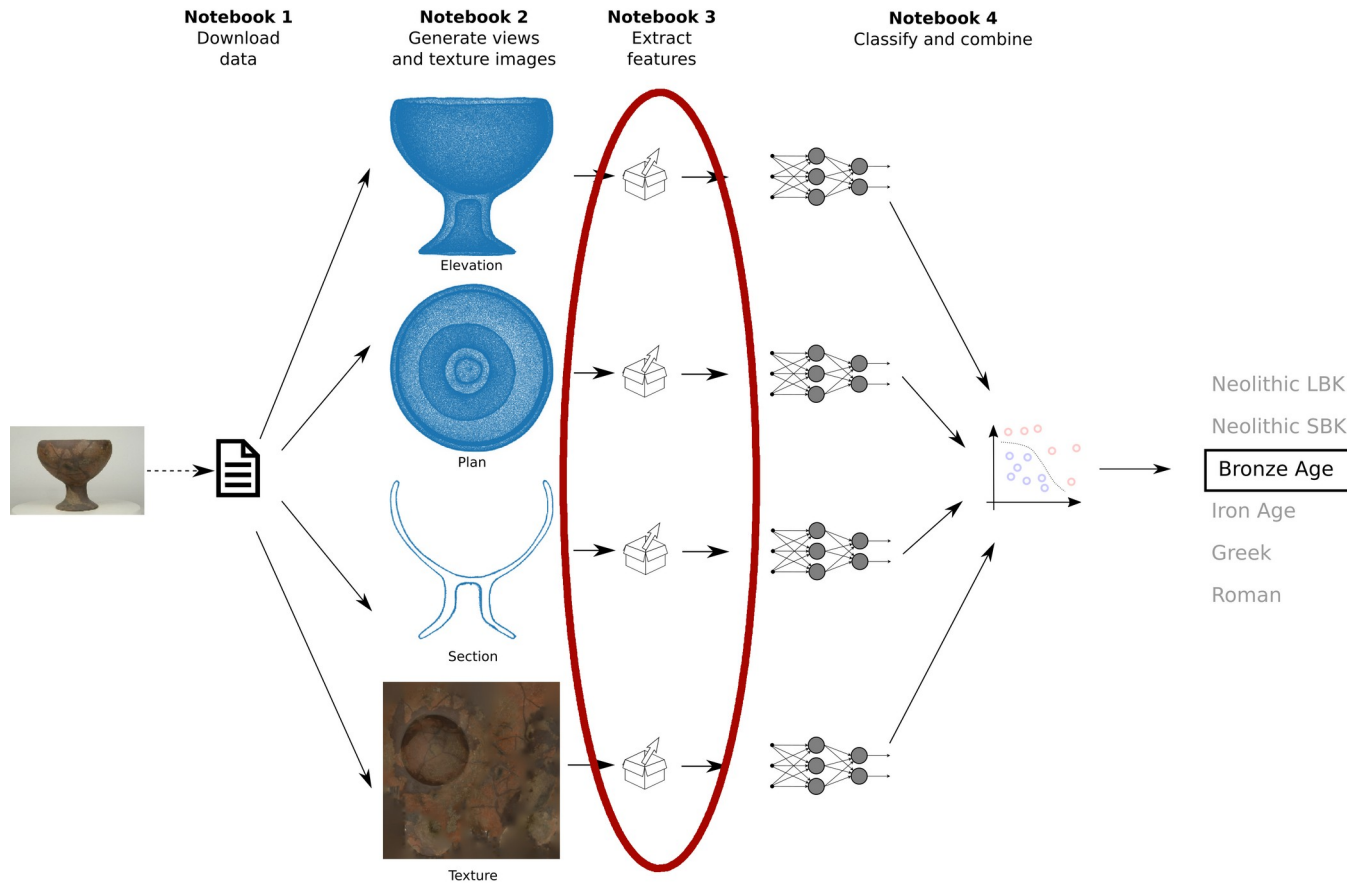 Notebook 1
Download
data
Notebook 2
Generate views
and texture images
Notebook 3
Extract
features
Notebook 4
Classify and combine
Elevation
Plan
Section
Texture
Neolithic LBK
Neolithic SBK
Bronze Age
Iron Age
Greek
Roman